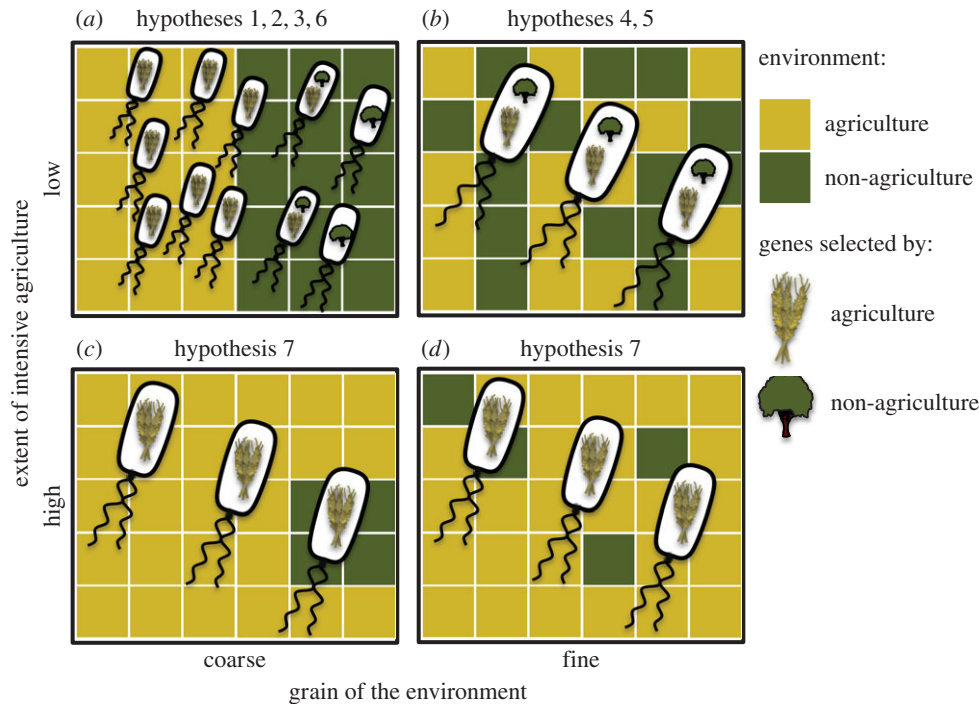 (a) hypotheses 1, 2, 3, 6
(b) hypotheses 4, 5
environment:
agriculture
non-agriculture
genes selected by:
agriculture
non-agriculture
extent of intensive agriculture
low
high
(c) hypothesis 7
(d) hypothesis 7
coarse
fine
grain of the environment